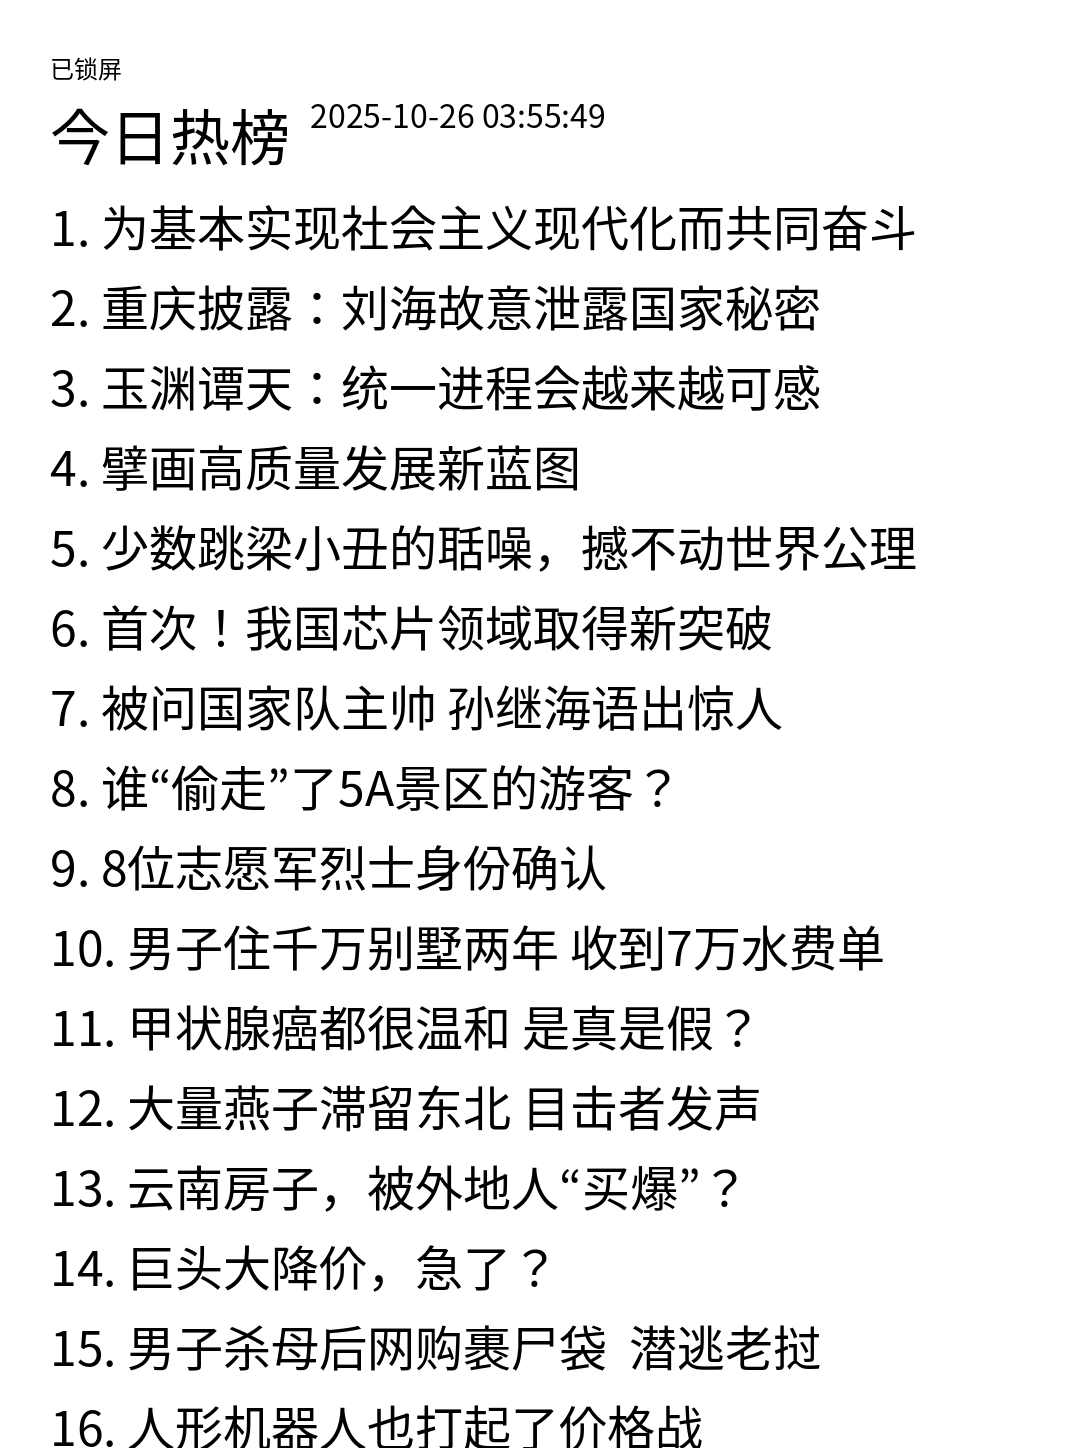 已锁屏
今日热榜 2025-10-26 03:55:49
1. 为基本实现社会主义现代化而共同奋斗
2. 重庆披露：刘海故意泄露国家秘密
3. 玉渊谭天：统一进程会越来越可感
4. 擘画高质量发展新蓝图
5. 少数跳梁小丑的聒噪，撼不动世界公理
6. 首次！我国芯片领域取得新突破
7. 被问国家队主帅 孙继海语出惊人
8. 谁“偷走”了5A景区的游客？
9. 8位志愿军烈士身份确认
10. 男子住千万别墅两年 收到7万水费单
11. 甲状腺癌都很温和 是真是假？
12. 大量燕子滞留东北 目击者发声
13. 云南房子，被外地人“买爆”？
14. 巨头大降价，急了？
15. 男子杀母后网购裹尸袋  潜逃老挝
16. 人形机器人也打起了价格战